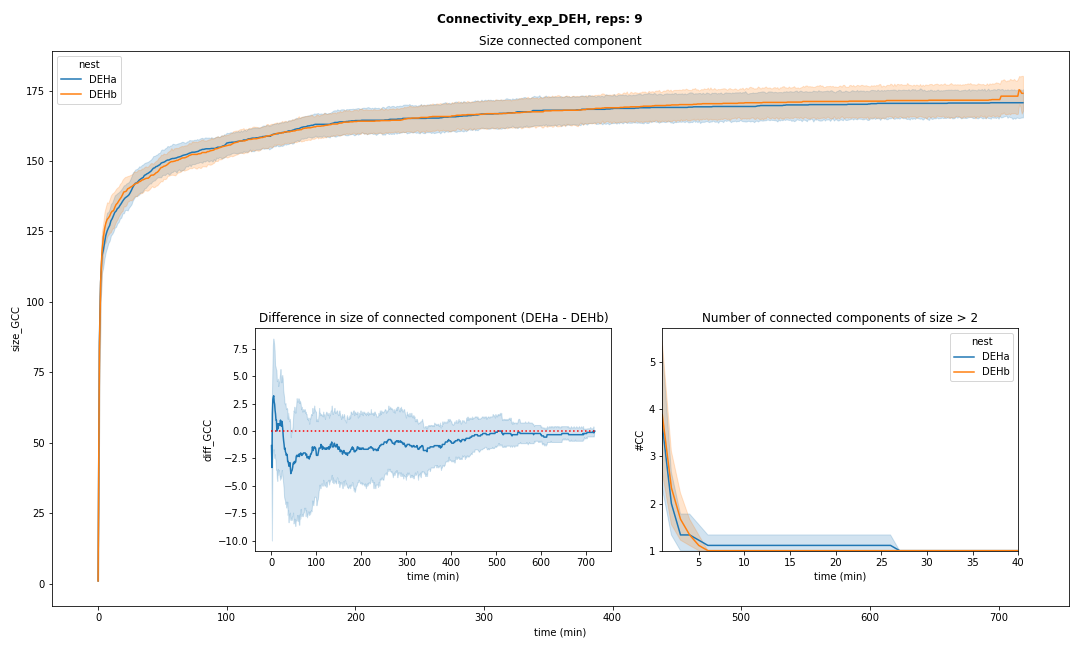 Connectivity_exp_DEH, reps: 9
Size connected component
nest
DEHa
DEHb
size_GCC
175
150
125
100
75
50
25
0
0 100 200 300 400 500 600 700
time (min)
Difference in size of connected component (DEHa - DEHb)
diff_GCC
7.5
5.0
2.5
0.0
−2.5
−5.0
−7.5
−10.0
0 100 200 300 400 500 600 700
time (min)
Number of connected components of size > 2
nest
DEHa
DEHb
#CC
5
4
3
2
1
5 10 15 20 25 30 35 40
time (min)